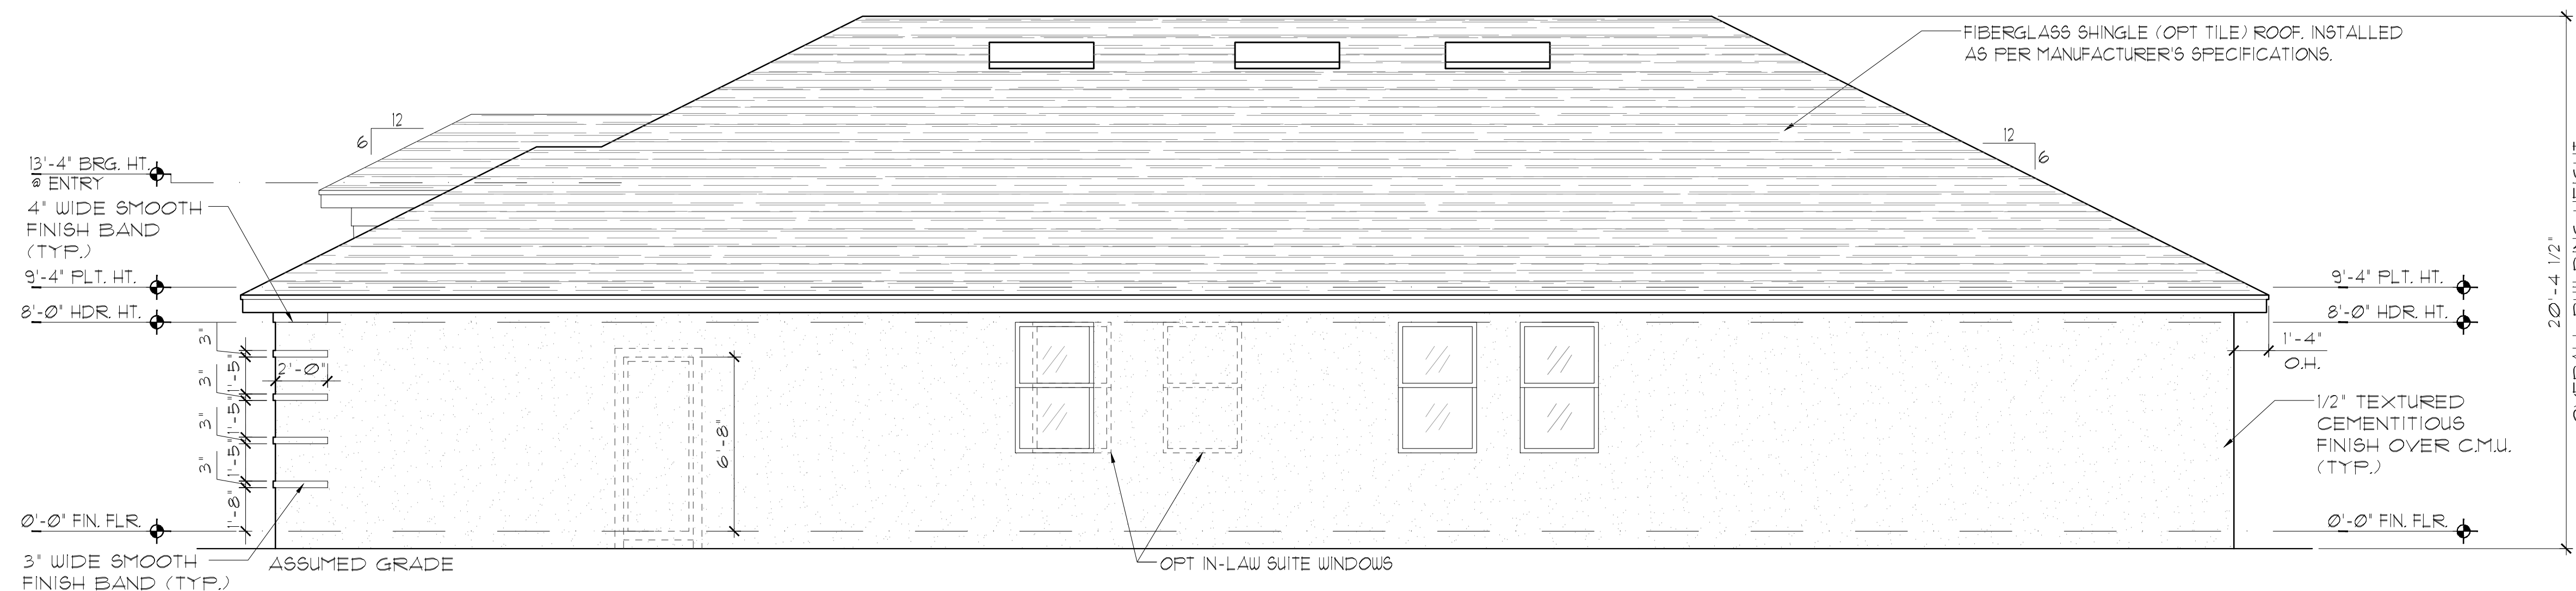 FIBERGLASS SHINGLE (OPT TILE) ROOF. INSTALLED
AS PER MANUFACTURER'S SPECIFICATIONS.
12
6
12
6
13'-4" BRG. HT.
@ ENTRY
4" WIDE SMOOTH
FINISH BAND
(TYP.)
9'-4" PLT. HT.
8'-0" HDR. HT.
9'-4" PLT. HT.
8'-0" HDR. HT.
20'-4 1/2"
1'-4"
O.H.
3"
1'-5"
3"
1'-5"
3"
1'-5"
3"
1'-8"
2'-0"
6'-8"
1/2" TEXTURED
CEMENTITIOUS
FINISH OVER C.M.U.
(TYP.)
0'-0" FIN. FLR.
0'-0" FIN. FLR.
3" WIDE SMOOTH
FINISH BAND (TYP.)
ASSUMED GRADE
OPT IN-LAW SUITE WINDOWS